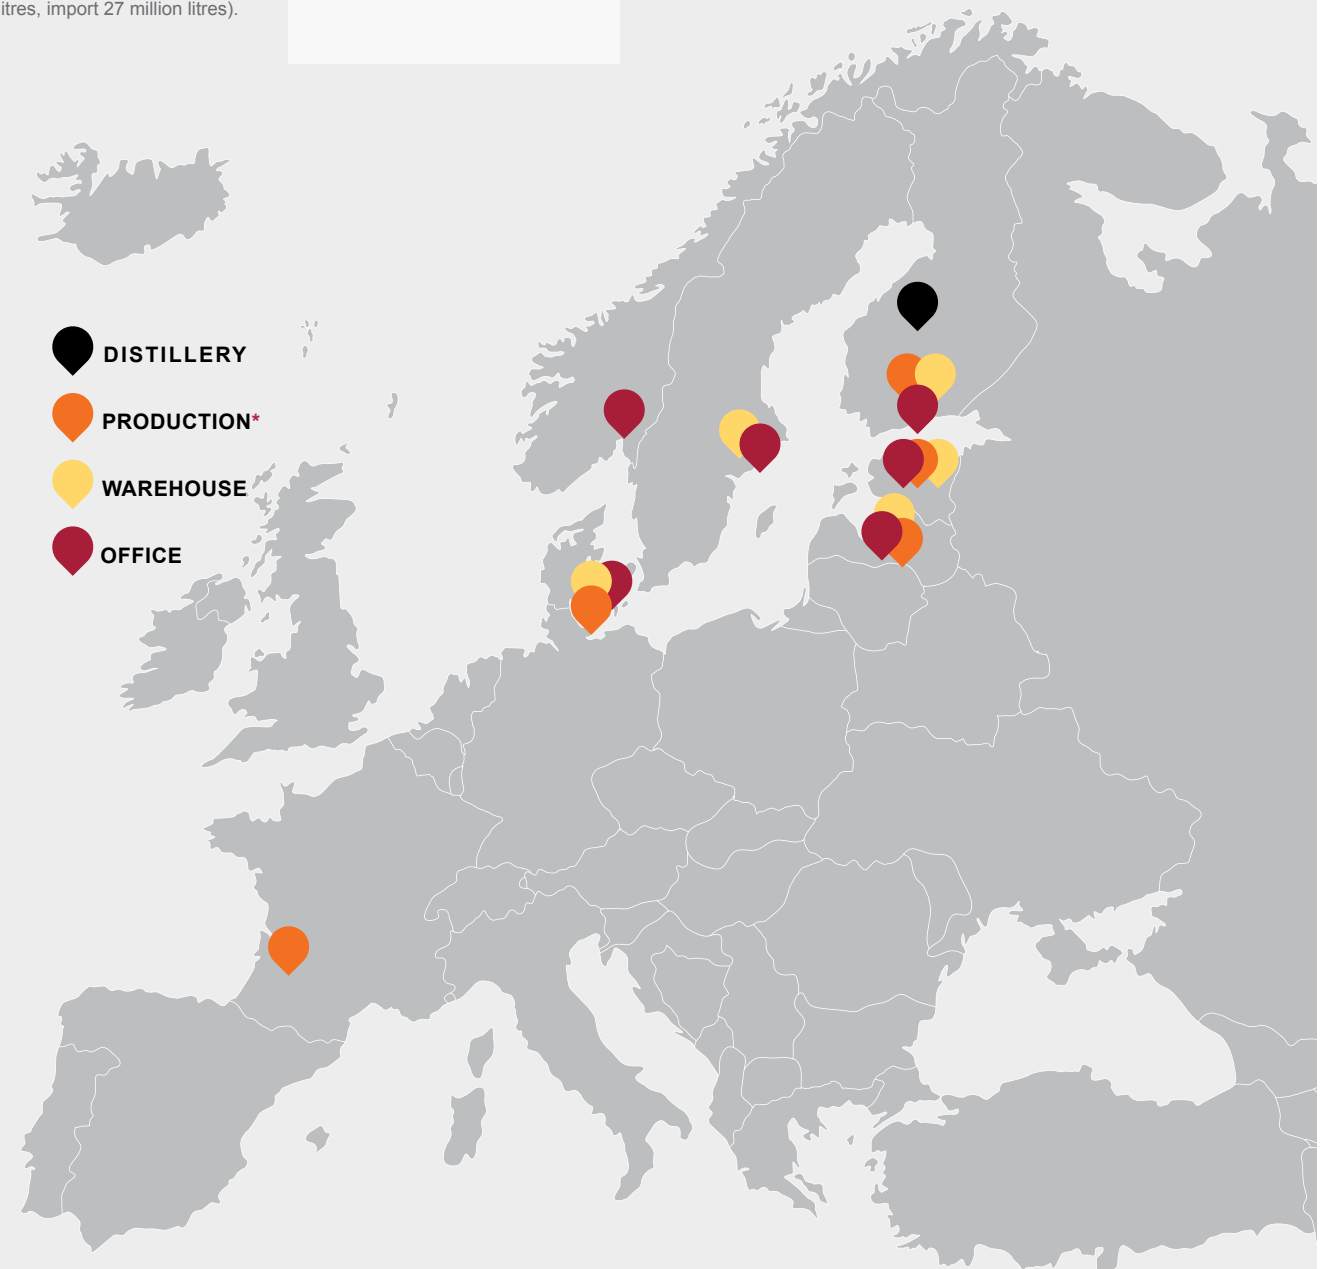 itres, import 27 million litres).
DISTILLERY
PRODUCTION*
WAREHOUSE
OFFICE